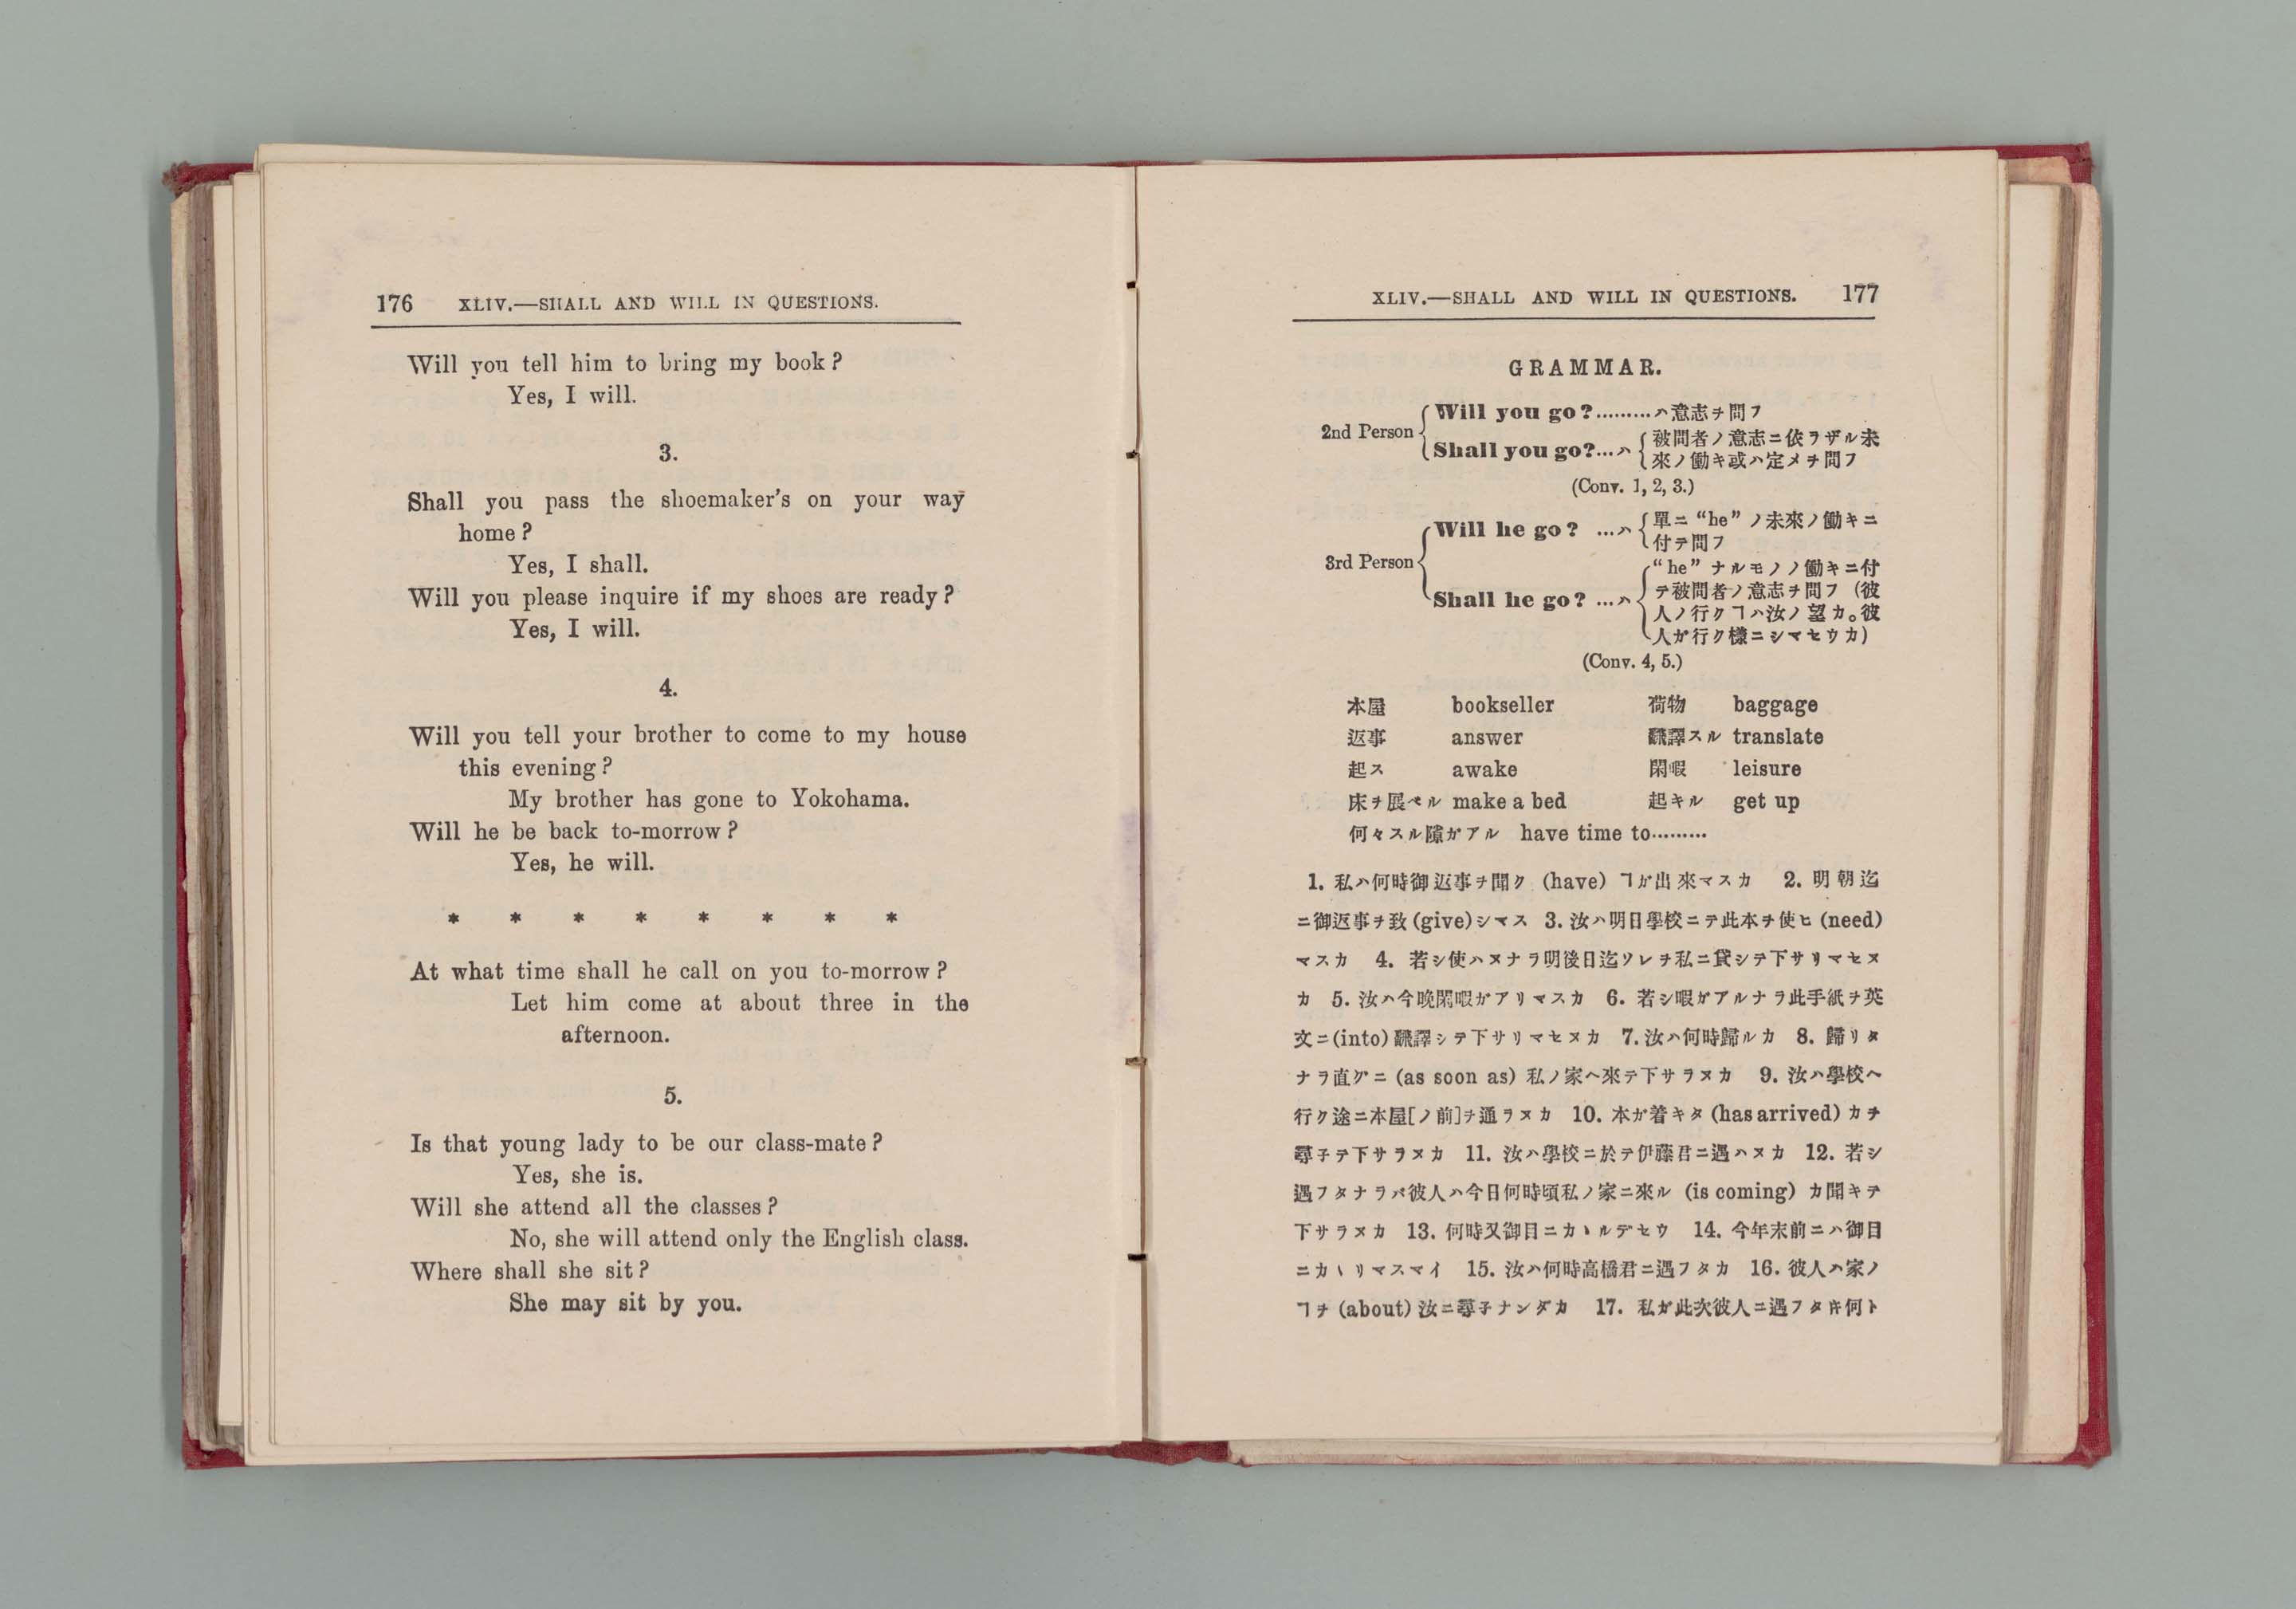 176 XLIV.—SHALL AND WILL IN QUESTIONS.
Will you tell him to bring my book?
Yes, I will.
3.
Shall you pass the shoemaker's on your way
home?
Yes, I shall.
Will you please inquire if my shoes are ready?
Yes, I will.
4.
Will you tell your brother to come to my house
this evening?
My brother has gone to Yokohama.
Will he be back to-morrow?
Yes, he will.
* * * * * * * *
At what time shall he call on you to-morrow?
Let him come at about three in the
afternoon.
5.
Is that young lady to be our class-mate?
Yes, she is.
Will she attend all the classes?
No, she will attend only the English class.
Where shall she sit?
She may sit by you.
XLIV.—SHALL AND WILL IN QUESTIONS. 177
GRAMMAR.
2nd Person
Will you go?.........ハ意志ヲ問フ
Shall you go?...ハ
被問者ノ意志ニ依ラザル未
來ノ働キ或ハ定メヲ問フ
(Conv. 1, 2, 3.)
3rd Person
Will he go? ...ハ
單ニ “he” ノ未來ノ働キニ
付テ問フ
Shall he go? ...ハ
“he” ナルモノノ働キニ付
テ被問者ノ意志ヲ問フ (彼
人ノ行クヿハ汝ノ望カ。彼
人ガ行ク樣ニシマセウカ)
(Conv. 4, 5.)
本屋 bookseller 荷物 baggage
返事 answer 飜譯スル translate
起ス awake 閑暇 leisure
床ヲ展ベル make a bed 起キル get up
何々スル隙ガアル have time to.........
1. 私ハ何時御返事ヲ聞ク (have) ヿガ出來マスカ 2. 明朝迄
ニ御返事ヲ致 (give) シマス 3. 汝ハ明日學校ニテ此本ヲ使ヒ (need)
マスカ 4. 若シ使ハヌナラ明後日迄ソレヲ私ニ貸シテ下サリマセヌ
カ 5. 汝ハ今晩閑暇ガアリマスカ 6. 若シ暇ガアルナラ此手紙ヲ英
文ニ(into) 飜譯シテ下サリマセヌカ 7. 汝ハ何時歸ルカ 8. 歸リタ
ナラ直グニ (as soon as) 私ノ家ヘ來テ下サラヌカ 9. 汝ハ學校ヘ
行ク途ニ本屋[ノ前]ヲ通ラヌカ 10. 本ガ着キタ (has arrived) カヲ
尋子テ下サラヌカ 11. 汝ハ學校ニ於テ伊藤君ニ遇ハヌカ 12. 若シ
遇フタナラバ彼人ハ今日何時頃私ノ家ニ來ル (is coming) カ聞キテ
下サラヌカ 13. 何時又御目ニカヽルデセウ 14. 今年末前ニハ御目
ニカヽリマスマイ 15. 汝ハ何時高橋君ニ遇フタカ 16. 彼人ハ家ノ
ヿヲ (about) 汝ニ尋子ナンダカ 17. 私ガ此次彼人ニ遇フタ𪜈何ト